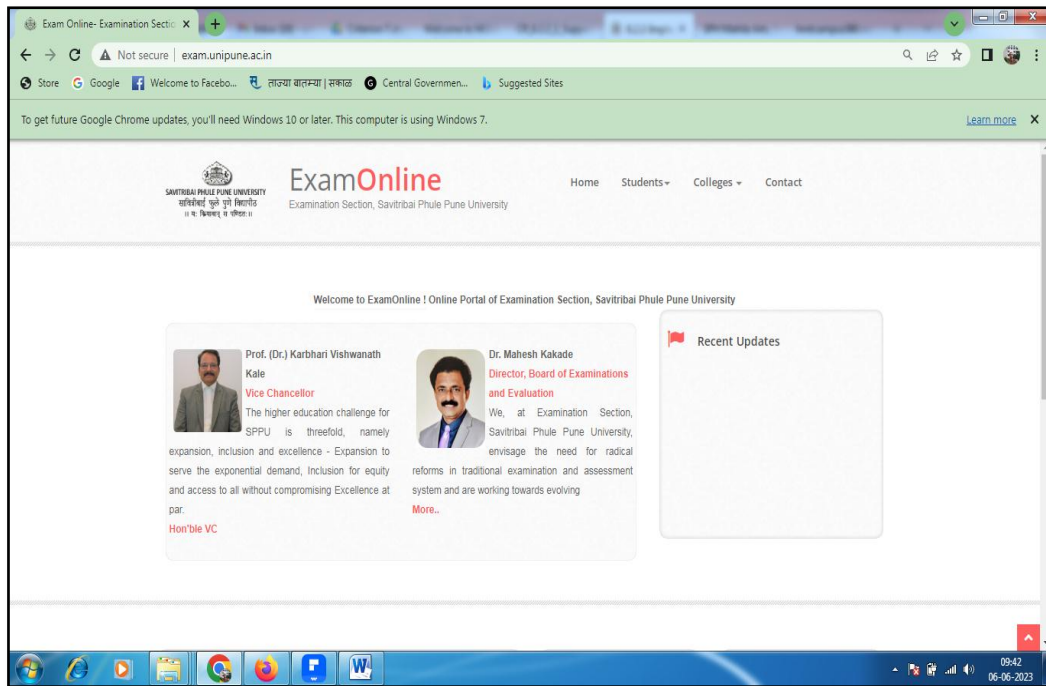 Exam Online- Examination Sectio
Not secure | exam.unipune.ac.in
Store Google Welcome to Facebo... ताज्या बातम्या | सकाळ Central Governmen... Suggested Sites
To get future Google Chrome updates, you'll need Windows 10 or later. This computer is using Windows 7. Learn more
SAVITRIBAI PHULE PUNE UNIVERSITY
सावित्रीबाई फुले पुणे विद्यापीठ
॥ यः क्रियावान् स पण्डितः ॥
ExamOnline
Examination Section, Savitribai Phule Pune University
Home Students Colleges Contact
Welcome to ExamOnline ! Online Portal of Examination Section, Savitribai Phule Pune University
Prof. (Dr.) Karbhari Vishwanath
Kale
Vice Chancellor
The higher education challenge for
SPPU is threefold, namely
expansion, inclusion and excellence - Expansion to
serve the exponential demand, Inclusion for equity
and access to all without compromising Excellence at
par.
Hon'ble VC
Dr. Mahesh Kakade
Director, Board of Examinations
and Evaluation
We, at Examination Section,
Savitribai Phule Pune University,
envisage the need for radical
reforms in traditional examination and assessment
system and are working towards evolving
More..
Recent Updates
09:42
06-06-2023